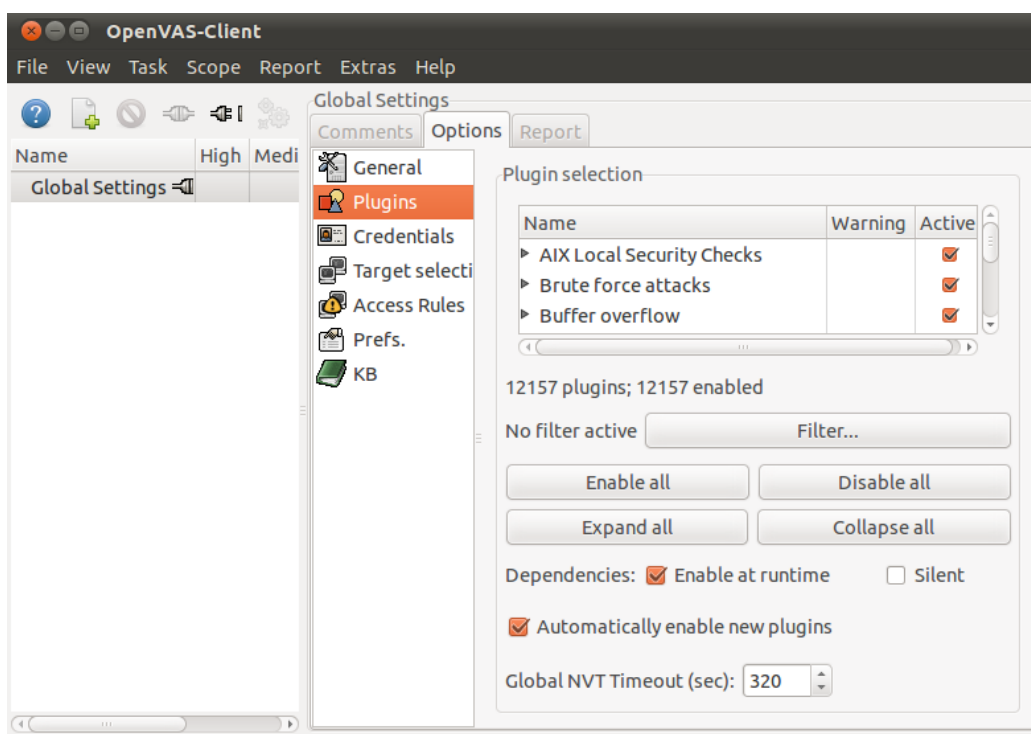 OpenVAS-Client
File View Task Scope Report Extras Help
Global Settings
Comments Options Report
Name High Medi
Global Settings
General
Plugins
Credentials
Target selecti
Access Rules
Prefs.
KB
Plugin selection
Name Warning Active
AIX Local Security Checks
Brute force attacks
Buffer overflow
12157 plugins; 12157 enabled
No filter active Filter...
Enable all Disable all
Expand all Collapse all
Dependencies: Enable at runtime Silent
Automatically enable new plugins
Global NVT Timeout (sec): 320